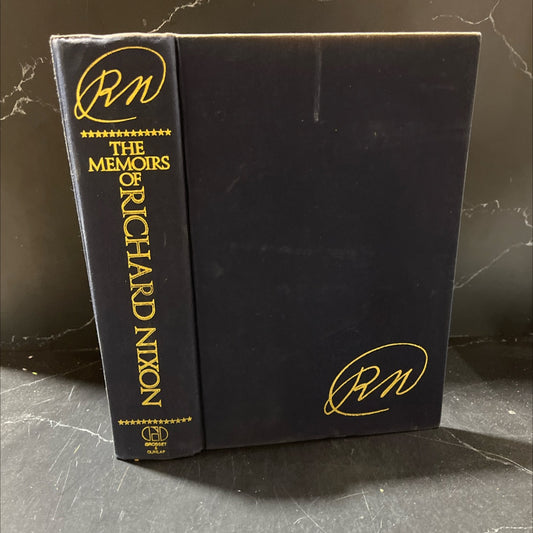 RN
THE
MEMOIRS
OF
RICHARD NIXON
GROSSET
&
DUNLAP
RN